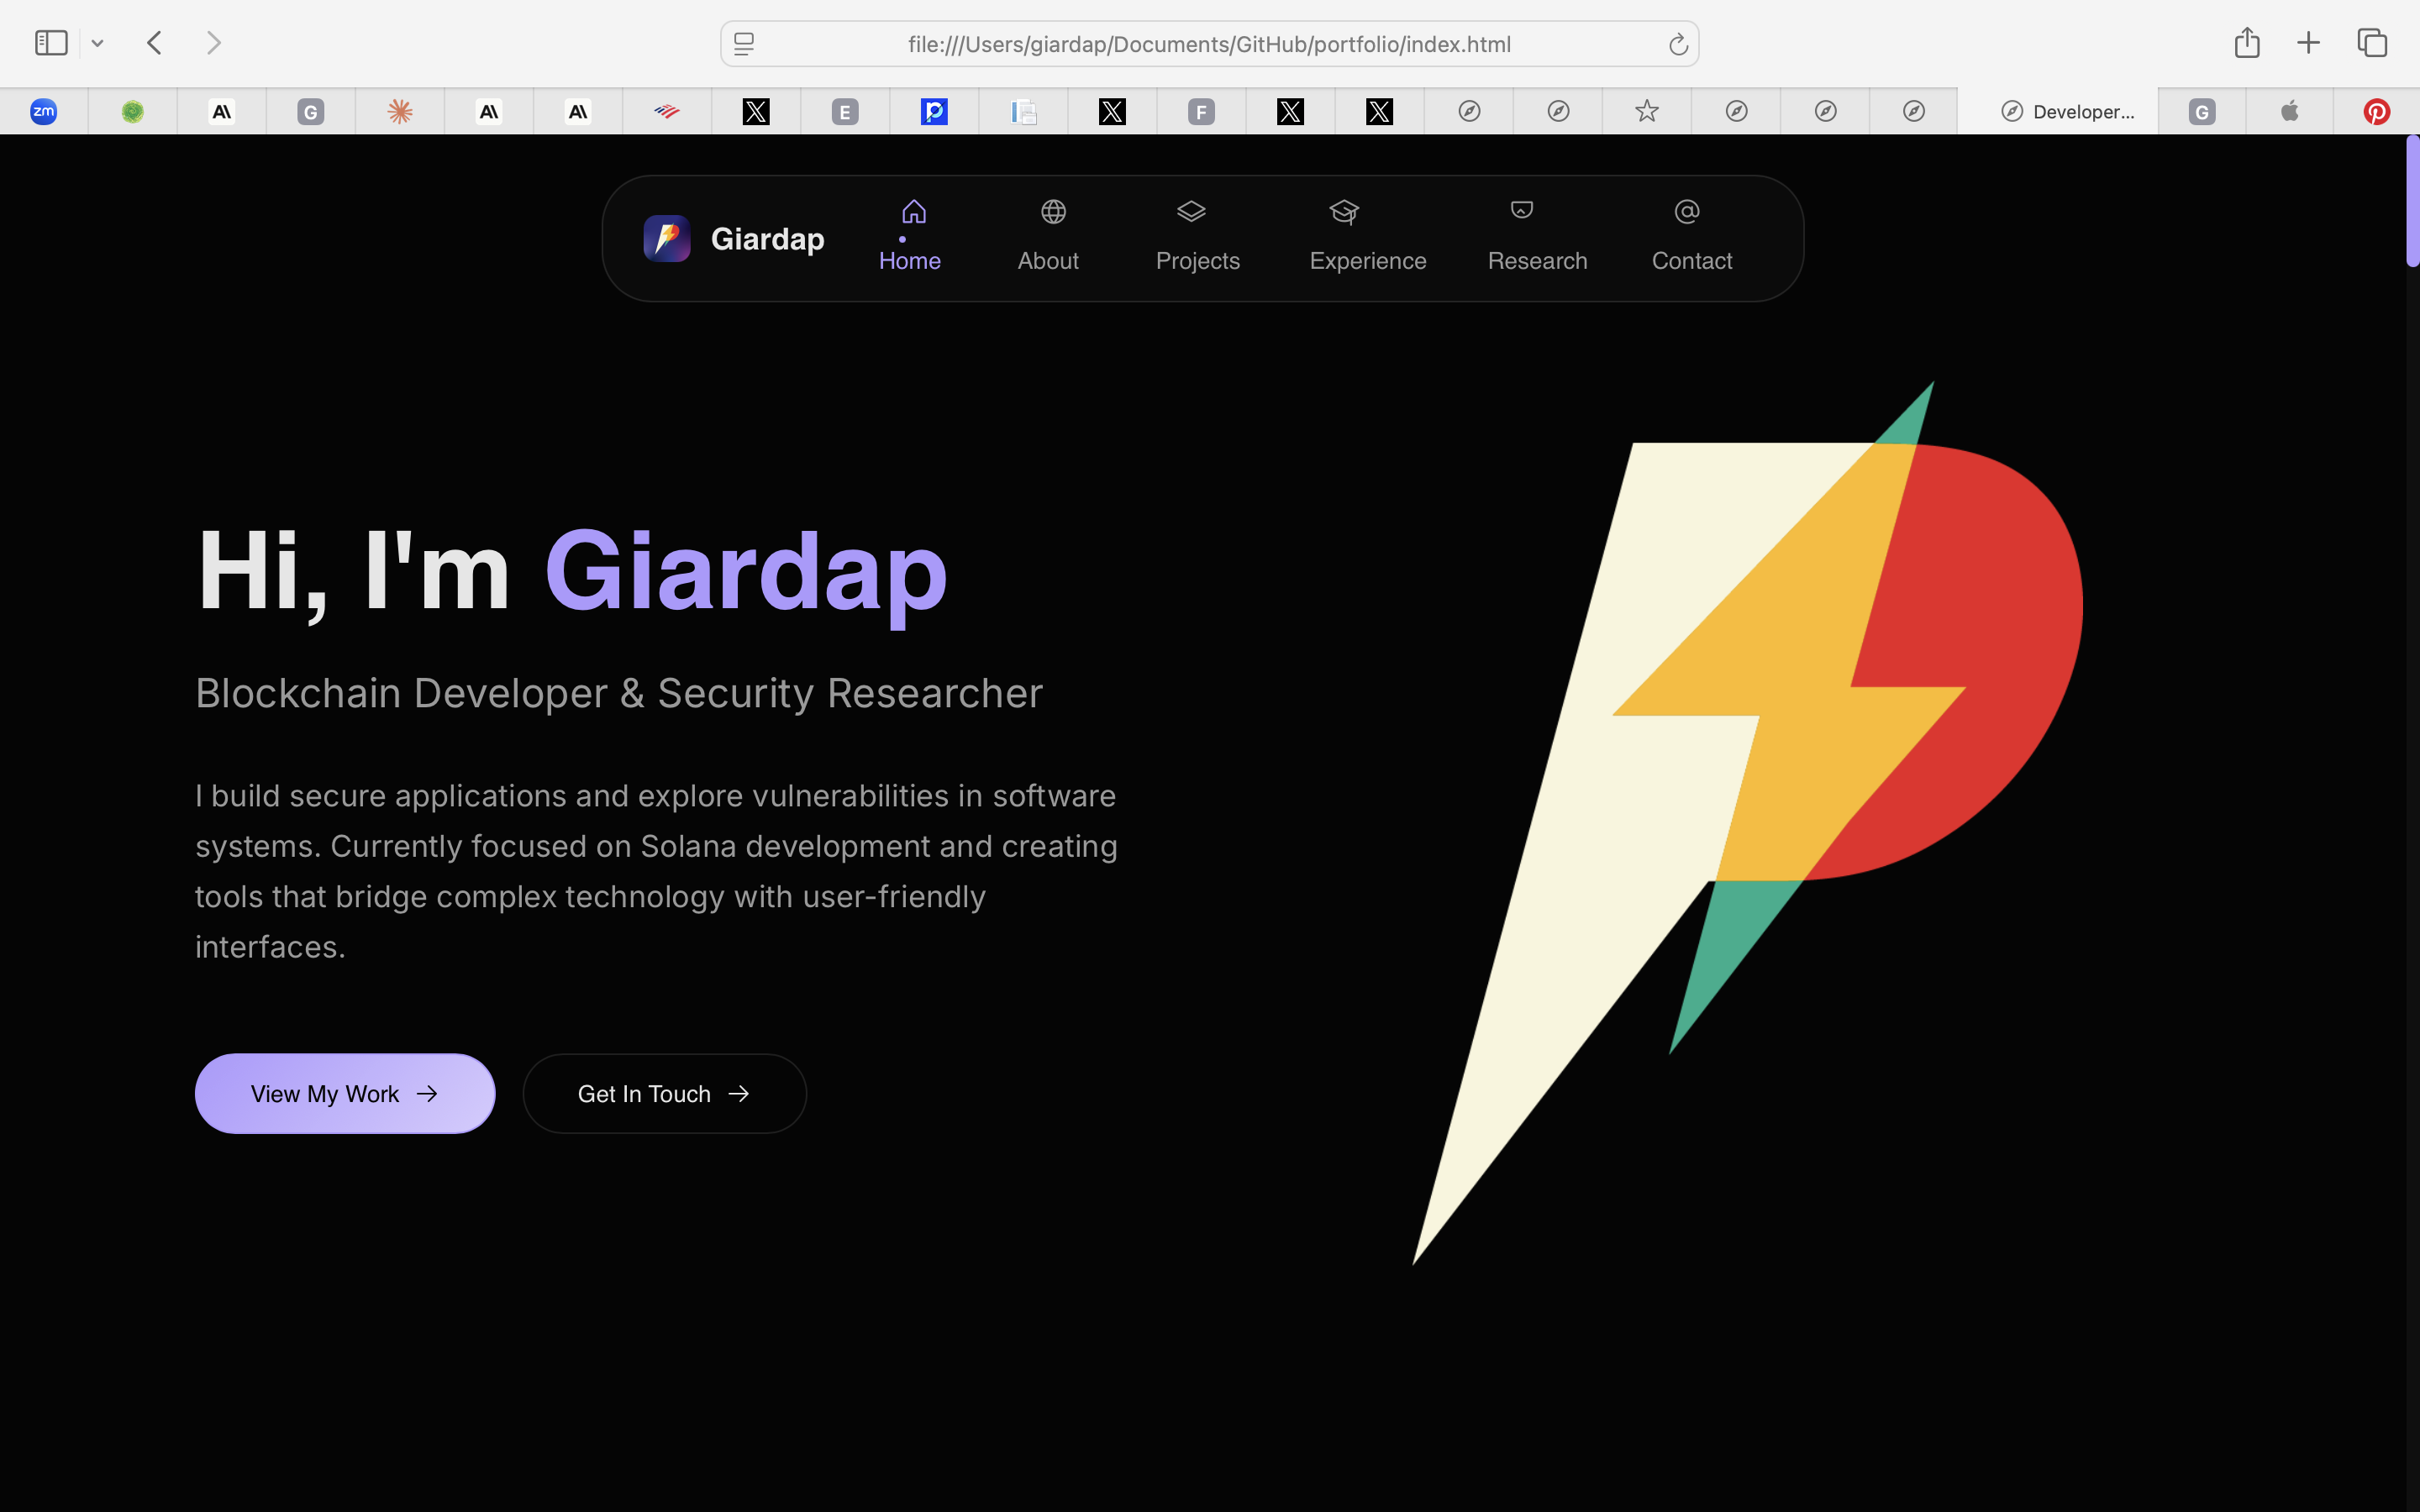 file:///Users/giardap/Documents/GitHub/portfolio/index.html
zm
G
E
F
Developer...
G
Giardap
Home
About
Projects
Experience
Research
Contact
Hi, I'm Giardap
Blockchain Developer & Security Researcher
I build secure applications and explore vulnerabilities in software
systems. Currently focused on Solana development and creating
tools that bridge complex technology with user-friendly
interfaces.
View My Work →
Get In Touch →